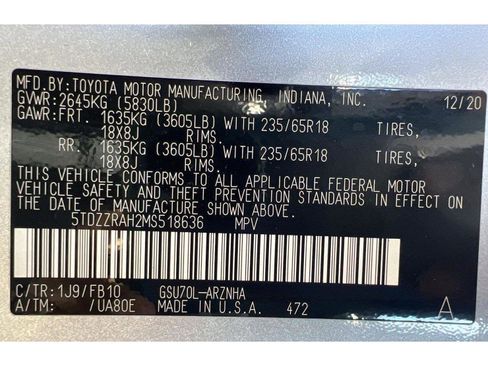 MFD.BY:TOYOTA MOTOR MANUFACTURING, INDIANA, INC. 12/20
GVWR:2645KG (5830LB)
GAWR:FRT. 1635KG (3605LB) WITH 235/65R18 TIRES,
18X8J RIMS.
RR. 1635KG (3605LB) WITH 235/65R18 TIRES,
18X8J RIMS.
THIS VEHICLE CONFORMS TO ALL APPLICABLE FEDERAL MOTOR
VEHICLE SAFETY AND THEFT PREVENTION STANDARDS IN EFFECT ON
THE DATE OF MANUFACTURE SHOWN ABOVE.
5TDZZRAH2MS518636 MPV
C/TR:1J9/FB10 GSU70L-ARZNHA
A/TM: /UA80E MADE IN U.S.A. 472 A